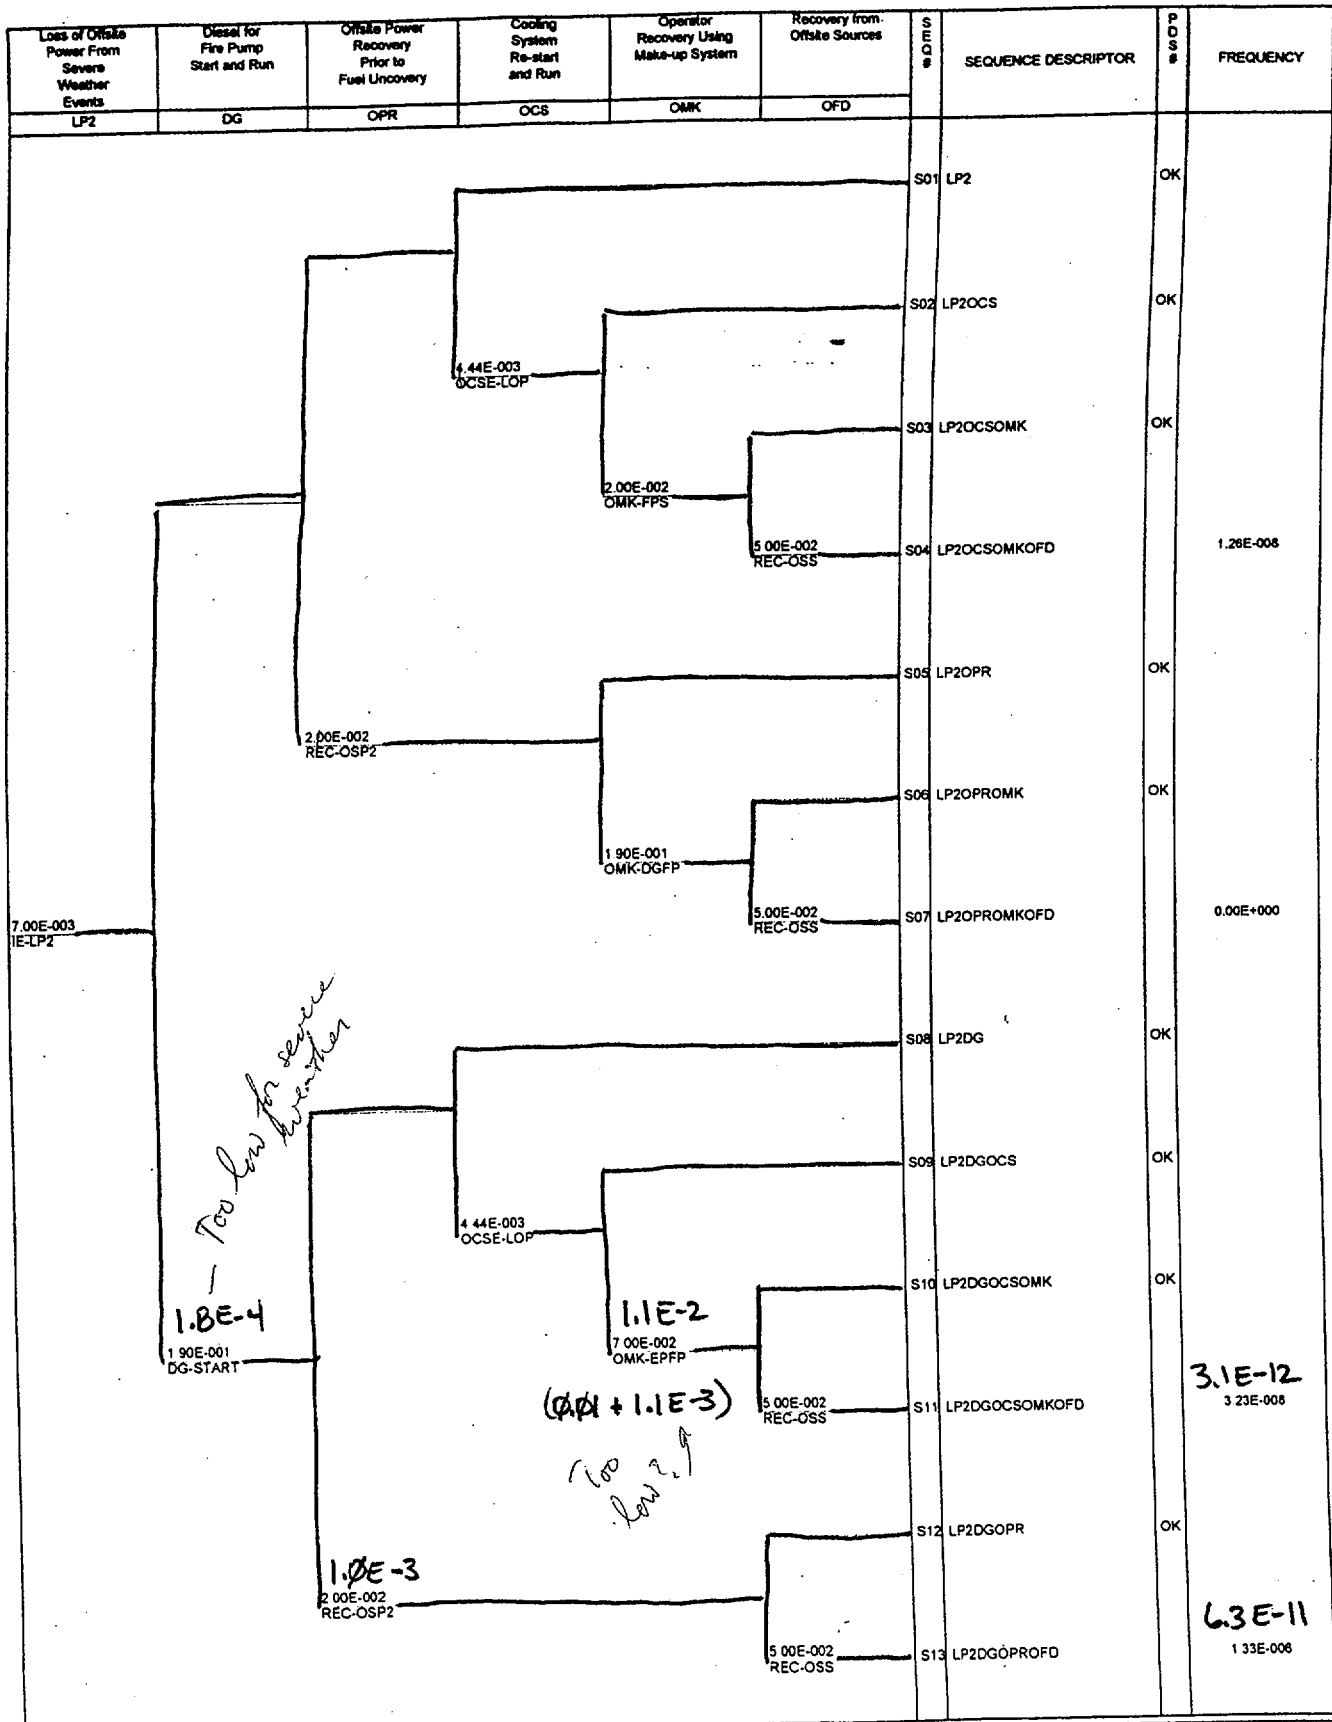 Loss of Offsite
Power From
Severe
Weather
Events
LP2
Diesel for
Fire Pump
Start and Run
DG
Offsite Power
Recovery
Prior to
Fuel Uncovery
OPR
Cooling
System
Re-start
and Run
OCS
Operator
Recovery Using
Make-up System
OMK
Recovery from
Offsite Sources
OFD
SEQ#
SEQUENCE DESCRIPTOR
PDS#
FREQUENCY
S01 LP2 OK
S02 LP2OCS OK
4.44E-003
OCSE-LOP
S03 LP2OCSOMK OK
2.00E-002
OMK-FPS
5.00E-002
REC-OSS
S04 LP2OCSOMKOFD 1.26E-008
S05 LP2OPR OK
2.00E-002
REC-OSP2
S06 LP2OPROMK OK
1.90E-001
OMK-DGFP
5.00E-002
REC-OSS
S07 LP2OPROMKOFD 0.00E+000
7.00E-003
IE-LP2
S08 LP2DG OK
Too low for severe
weather
S09 LP2DGOCS OK
4.44E-003
OCSE-LOP
S10 LP2DGOCSOMK OK
1.8E-4
1.90E-001
DG-START
1.1E-2
7.00E-002
OMK-EPFP
(0.01 + 1.1E-3)
5.00E-002
REC-OSS
3.1E-12
S11 LP2DGOCSOMKOFD 3.23E-008
Too
low?
S12 LP2DGOPR OK
1.0E-3
2.00E-002
REC-OSP2
6.3E-11
5.00E-002
REC-OSS
S13 LP2DGOPROFD 1.33E-006